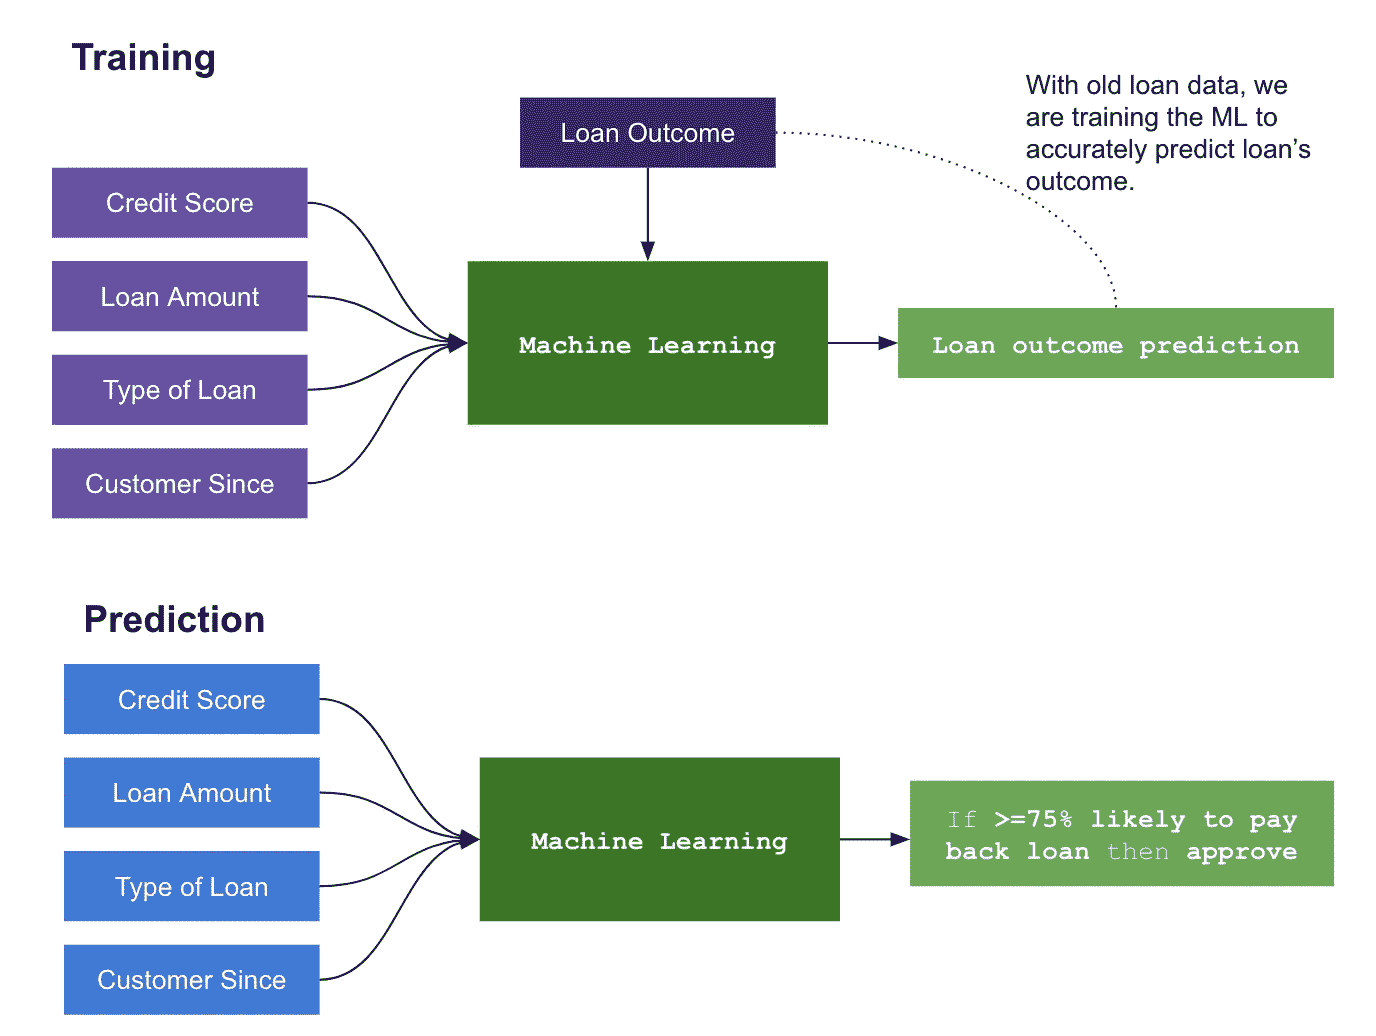 Training
With old loan data, we
are training the ML to
accurately predict loan’s
outcome.
Loan Outcome
Credit Score
Loan Amount
Type of Loan
Customer Since
Machine Learning
Loan outcome prediction
Prediction
Credit Score
Loan Amount
Type of Loan
Customer Since
Machine Learning
If >=75% likely to pay
back loan then approve